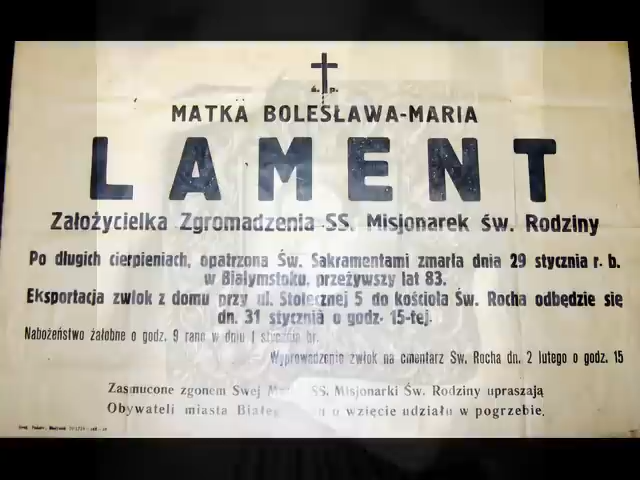 ś. p.
MATKA BOLESŁAWA-MARIA
LAMENT
Założycielka Zgromadzenia SS. Misjonarek św. Rodziny
Po długich cierpieniach, opatrzona Św. Sakramentami zmarła dnia 29 stycznia r. b.
w Białymstoku, przeżywszy lat 83.
Eksportacja zwłok z domu przy ul. Stołecznej 5 do kościoła Św. Rocha odbędzie się
dn. 31 stycznia o godz. 15-tej.
Nabożeństwo żałobne o godz. 9 rano w dniu 1 br.
Wyprowadzenie zwłok na cmentarz Św. Rocha dn. 2 lutego o godz. 15
Zasmucone zgonem Swej SS. Misjonarki Św. Rodziny upraszają
Obywateli miasta o wzięcie udziału w pogrzebie.